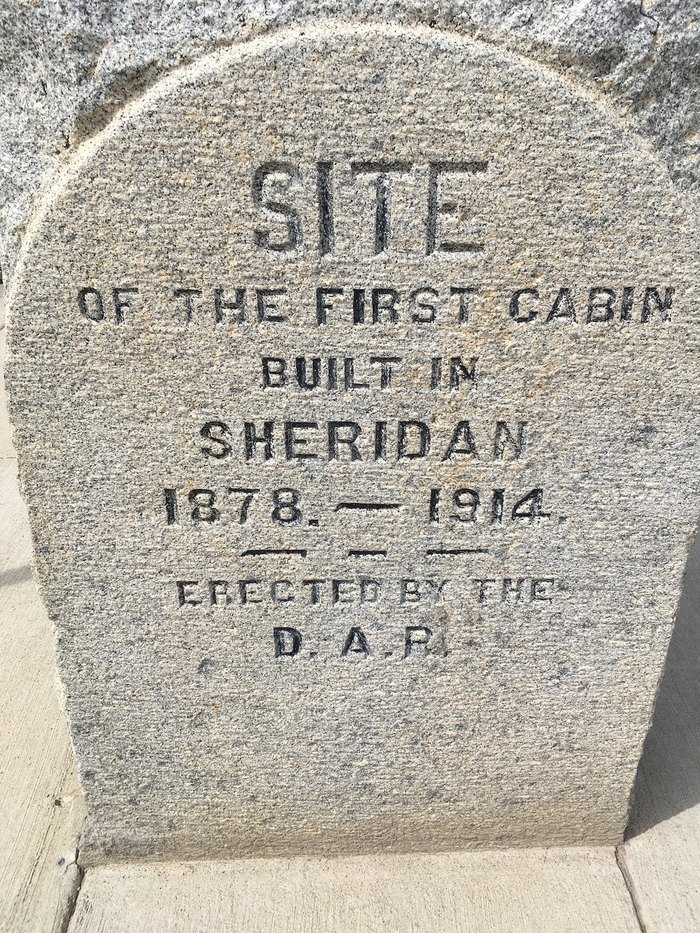 SITE
OF THE FIRST CABIN
BUILT IN
SHERIDAN
1878. — 1914.
ERECTED BY THE
D. A. R.